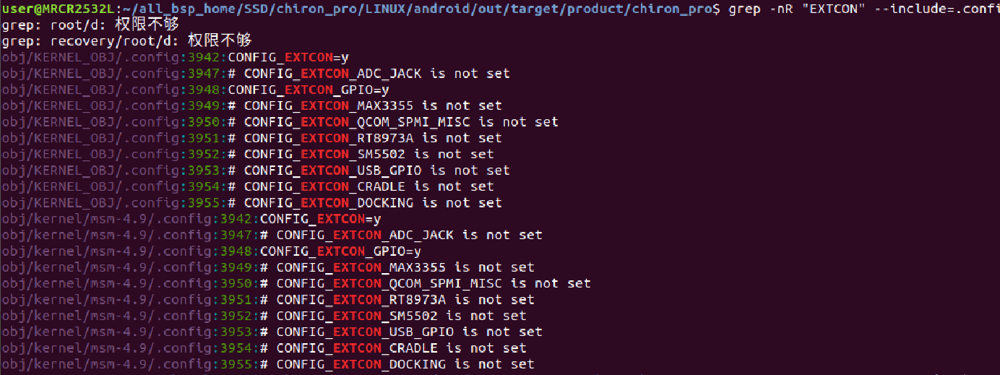 user@MRCR2532L:~/all_bsp_home/SSD/chiron_pro/LINUX/android/out/target/product/chiron_pro$ grep -nR "EXTCON" --include=.confi
grep: root/d: 权限不够
grep: recovery/root/d: 权限不够
obj/KERNEL_OBJ/.config:3942:CONFIG_EXTCON=y
obj/KERNEL_OBJ/.config:3947:# CONFIG_EXTCON_ADC_JACK is not set
obj/KERNEL_OBJ/.config:3948:CONFIG_EXTCON_GPIO=y
obj/KERNEL_OBJ/.config:3949:# CONFIG_EXTCON_MAX3355 is not set
obj/KERNEL_OBJ/.config:3950:# CONFIG_EXTCON_QCOM_SPMI_MISC is not set
obj/KERNEL_OBJ/.config:3951:# CONFIG_EXTCON_RT8973A is not set
obj/KERNEL_OBJ/.config:3952:# CONFIG_EXTCON_SM5502 is not set
obj/KERNEL_OBJ/.config:3953:# CONFIG_EXTCON_USB_GPIO is not set
obj/KERNEL_OBJ/.config:3954:# CONFIG_EXTCON_CRADLE is not set
obj/KERNEL_OBJ/.config:3955:# CONFIG_EXTCON_DOCKING is not set
obj/kernel/msm-4.9/.config:3942:CONFIG_EXTCON=y
obj/kernel/msm-4.9/.config:3947:# CONFIG_EXTCON_ADC_JACK is not set
obj/kernel/msm-4.9/.config:3948:CONFIG_EXTCON_GPIO=y
obj/kernel/msm-4.9/.config:3949:# CONFIG_EXTCON_MAX3355 is not set
obj/kernel/msm-4.9/.config:3950:# CONFIG_EXTCON_QCOM_SPMI_MISC is not set
obj/kernel/msm-4.9/.config:3951:# CONFIG_EXTCON_RT8973A is not set
obj/kernel/msm-4.9/.config:3952:# CONFIG_EXTCON_SM5502 is not set
obj/kernel/msm-4.9/.config:3953:# CONFIG_EXTCON_USB_GPIO is not set
obj/kernel/msm-4.9/.config:3954:# CONFIG_EXTCON_CRADLE is not set
obj/kernel/msm-4.9/.config:3955:# CONFIG_EXTCON_DOCKING is not set